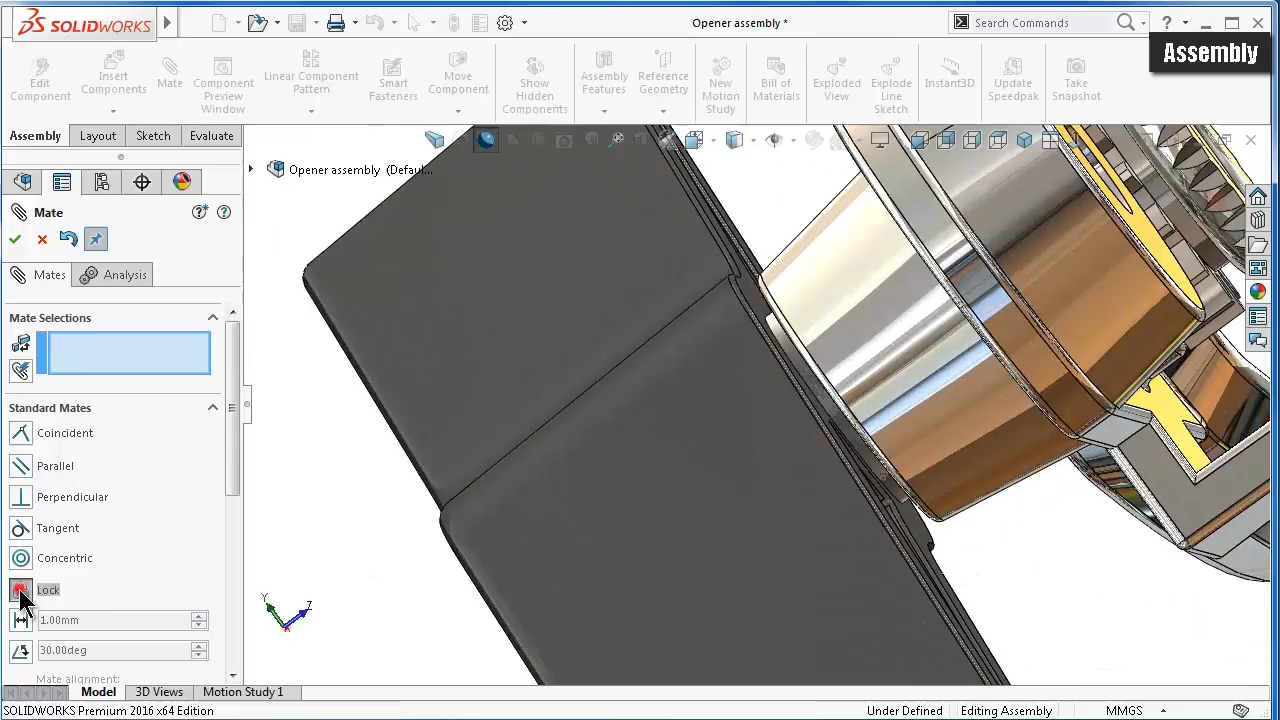 SOLIDWORKS
Opener assembly *
Search Commands
?
Assembly
Edit
Component
Insert
Components
Mate
Component
Preview
Window
Linear Component
Pattern
Smart
Fasteners
Move
Component
Show
Hidden
Components
Assembly
Features
Reference
Geometry
New
Motion
Study
Bill of
Materials
Exploded
View
Explode
Line
Sketch
Instant3D
Update
Speedpak
Take
Snapshot
Assembly
Layout
Sketch
Evaluate
Opener assembly (Defaul...
Mate
Mates
Analysis
Mate Selections
Standard Mates
Coincident
Parallel
Perpendicular
Tangent
Concentric
Lock
1.00mm
30.00deg
Mate alignment:
Y
Z
Model
3D Views
Motion Study 1
SOLIDWORKS Premium 2016 x64 Edition
Under Defined
Editing Assembly
MMGS